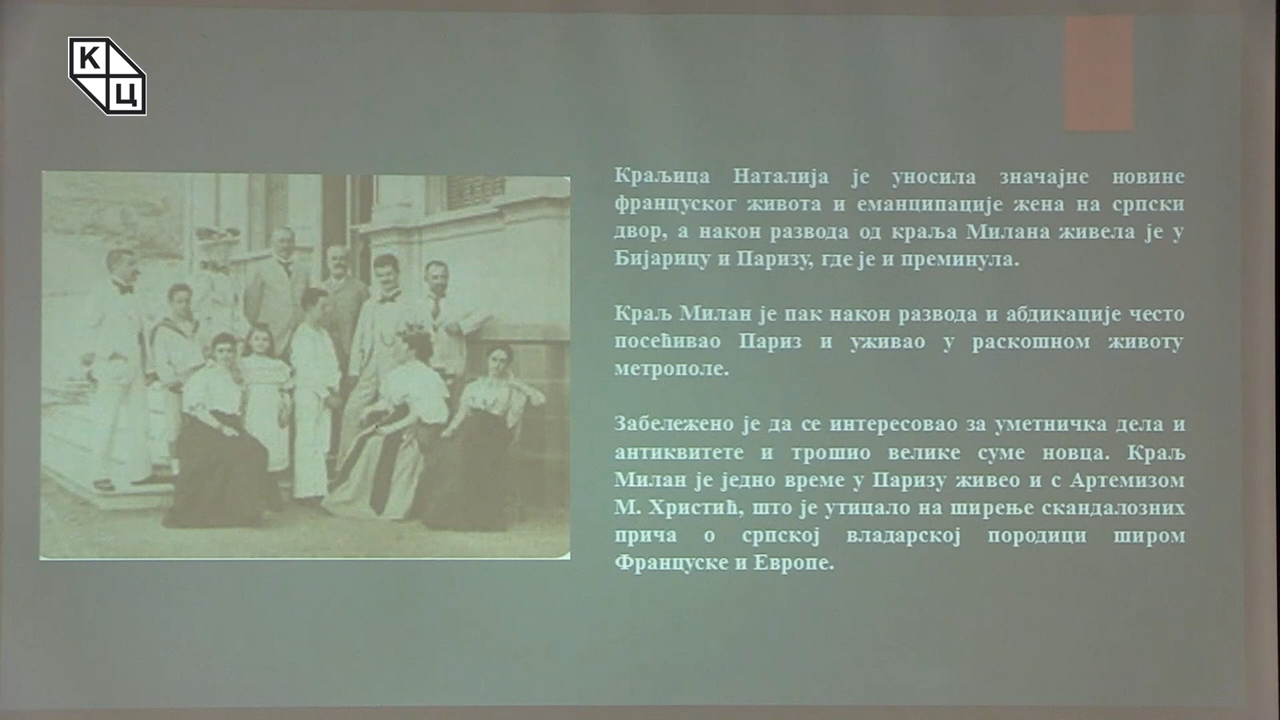 К
Ц
Краљица Наталија је уносила значајне новине
француског живота и еманципације жена на српски
двор, а након развода од краља Милана живела је у
Бијарицу и Паризу, где је и преминула.
Краљ Милан је пак након развода и абдикације често
посећивао Париз и уживао у раскошном животу
метрополе.
Забележено је да се интересовао за уметничка дела и
антиквитете и трошио велике суме новца. Краљ
Милан је једно време у Паризу живео и с Артемизом
М. Христић, што је утицало на ширење скандалозних
прича о српској владарској породици широм
Француске и Европе.